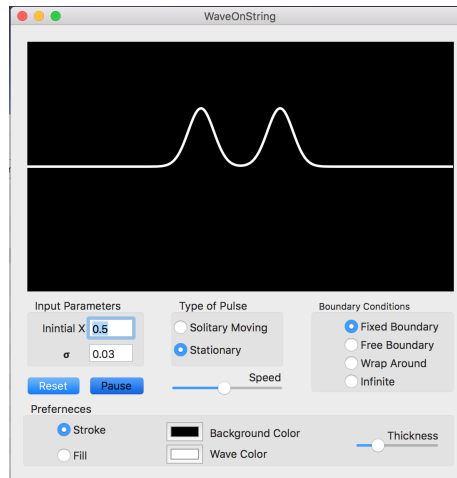 WaveOnString
Input Parameters
Inintial X 0.5
σ 0.03
Reset Pause
Type of Pulse
Solitary Moving
Stationary
Speed
Boundary Conditions
Fixed Boundary
Free Boundary
Wrap Around
Infinite
Preferneces
Stroke
Fill
Background Color
Wave Color
Thickness